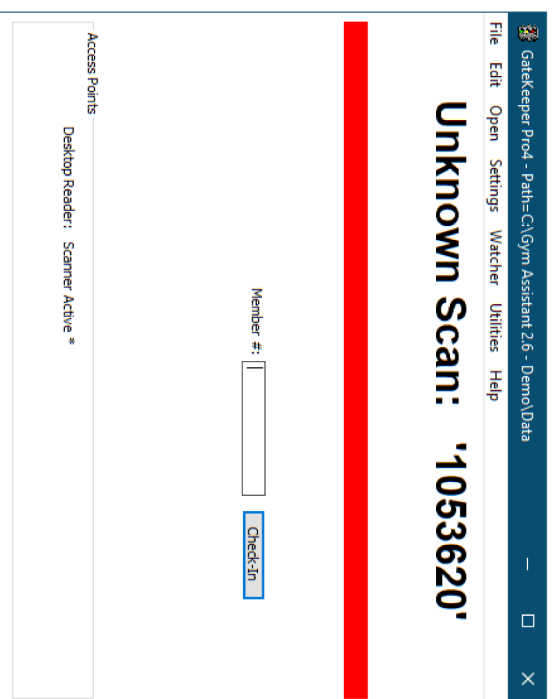 GateKeeper Pro4 - Path= C:\Gym Assistant 2.6 - Demo\Data
File Edit Open Settings Watcher Utilities Help
Unknown Scan: '1053620'
Member #: Check-In
Access Points
Desktop Reader: Scanner Active *